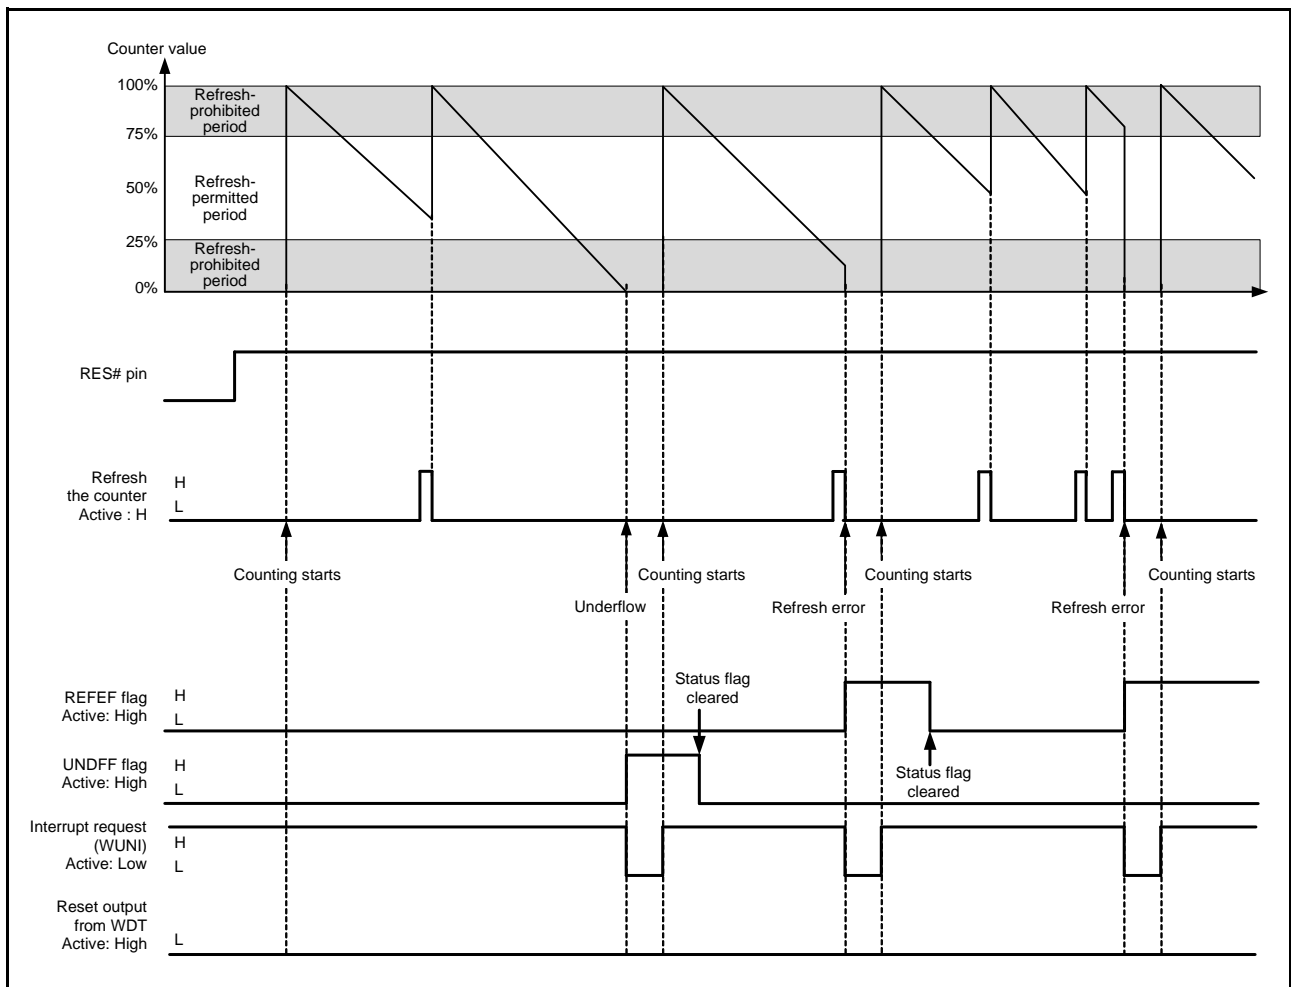 Counter value
100%
Refresh-
prohibited
period
75%
Refresh-
permitted
period
50%
25%
Refresh-
prohibited
period
0%
RES# pin
Refresh
the counter
Active : H
H
L
Counting starts
Counting starts
Counting starts
Counting starts
Underflow
Refresh error
Refresh error
REFEF flag
Active: High
H
L
Status flag
cleared
UNDFF flag
Active: High
H
L
Status flag
cleared
Interrupt request
(WUNI)
Active: Low
H
L
Reset output
from WDT
Active: High
L